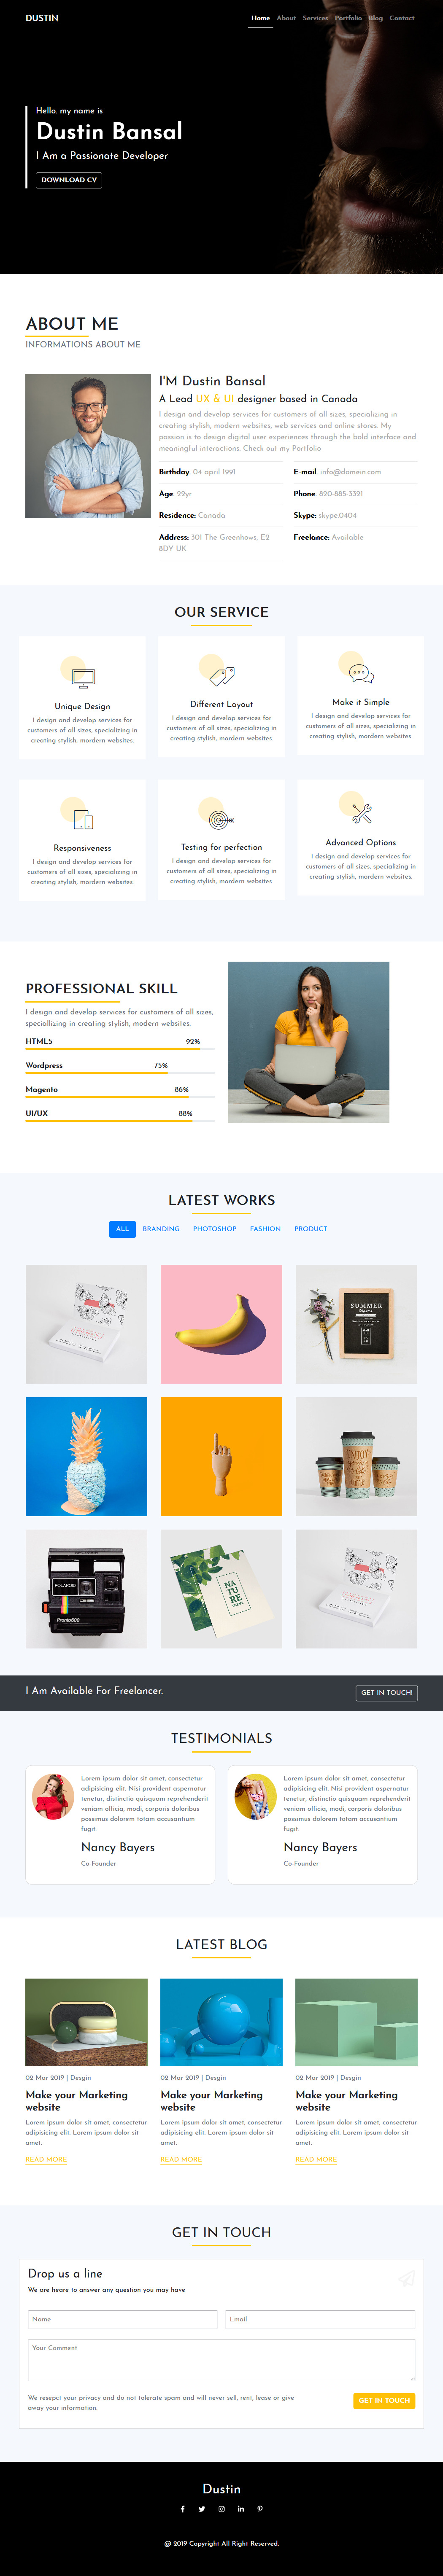 DUSTIN
Home About Services Portfolio Blog Contact
Hello. my name is
Dustin Bansal
I Am a Passionate Developer
DOWNLOAD CV
ABOUT ME
INFORMATIONS ABOUT ME
I'M Dustin Bansal
A Lead UX & UI designer based in Canada
I design and develop services for customers of all sizes, specializing in
creating stylish, modern websites, web services and online stores. My
passion is to design digital user experiences through the bold interface and
meaningful interactions. Check out my Portfolio
Birthday: 04 april 1991
E-mail: info@domein.com
Age: 22yr
Phone: 820-885-3321
Residence: Canada
Skype: skype.0404
Address: 301 The Greenhows, E2
8DV UK
Freelance: Available
OUR SERVICE
Unique Design
I design and develop services for
customers of all sizes, specializing in
creating stylish, mordern websites.
Different Layout
I design and develop services for
customers of all sizes, specializing in
creating stylish, mordern websites.
Make it Simple
I design and develop services for
customers of all sizes, specializing in
creating stylish, mordern websites.
Responsiveness
I design and develop services for
customers of all sizes, specializing in
creating stylish, mordern websites.
Testing for perfection
I design and develop services for
customers of all sizes, specializing in
creating stylish, mordern websites.
Advanced Options
I design and develop services for
customers of all sizes, specializing in
creating stylish, mordern websites.
PROFESSIONAL SKILL
I design and develop services for customers of all sizes,
speciallizing in creating stylish, modern websites.
HTML5 92%
Wordpress 75%
Magento 86%
UI/UX 88%
LATEST WORKS
ALL BRANDING PHOTOSHOP FASHION PRODUCT
SUMMER
ENJOY
POLAROID
Pronto600
NA
TU
RE
I Am Available For Freelancer.
GET IN TOUCH!
TESTIMONIALS
Lorem ipsum dolor sit amet, consectetur
adipisicing elit. Nisi provident aspernatur
tenetur, distinctio quisquam reprehenderit
veniam officia, modi, corporis doloribus
possimus dolorem totam accusantium
fugit.
Nancy Bayers
Co-Founder
Lorem ipsum dolor sit amet, consectetur
adipisicing elit. Nisi provident aspernatur
tenetur, distinctio quisquam reprehenderit
veniam officia, modi, corporis doloribus
possimus dolorem totam accusantium
fugit.
Nancy Bayers
Co-Founder
LATEST BLOG
02 Mar 2019 | Desgin
Make your Marketing
website
Lorem ipsum dolor sit amet, consectetur
adipisicing elit. Lorem ipsum dolor sit
amet.
READ MORE
02 Mar 2019 | Desgin
Make your Marketing
website
Lorem ipsum dolor sit amet, consectetur
adipisicing elit. Lorem ipsum dolor sit
amet.
READ MORE
02 Mar 2019 | Desgin
Make your Marketing
website
Lorem ipsum dolor sit amet, consectetur
adipisicing elit. Lorem ipsum dolor sit
amet.
READ MORE
GET IN TOUCH
Drop us a line
We are heare to answer any question you may have
Name
Email
Your Comment
We resepct your privacy and do not tolerate spam and will never sell, rent, lease or give
away your information.
GET IN TOUCH
Dustin
@ 2019 Copyright All Right Reserved.